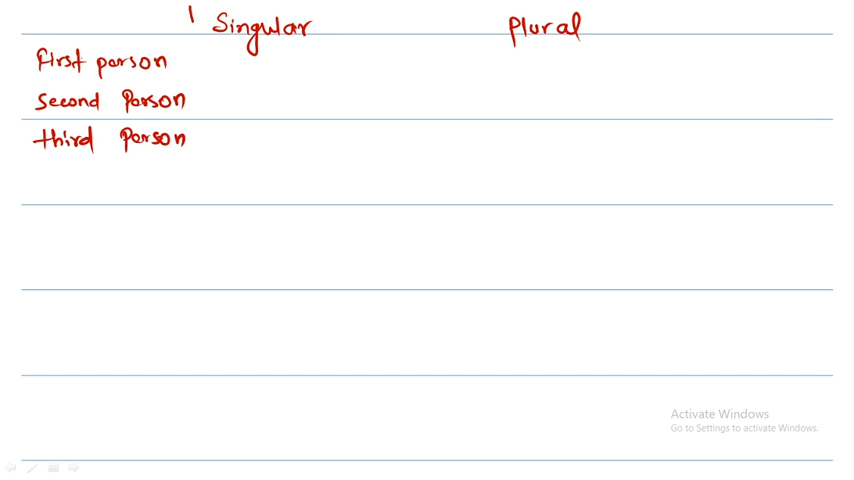 Singular Plural
First person
second Person
third Person
Activate Windows
Go to Settings to activate Windows.